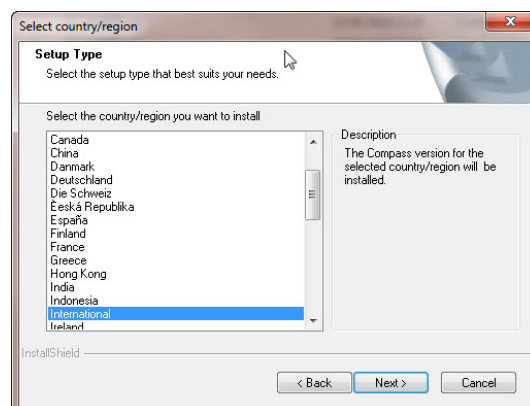 Select country/region
Setup Type
Select the setup type that best suits your needs.
Select the country/region you want to install
Canada
China
Danmark
Deutschland
Die Schweiz
Èeská Republika
España
Finland
France
Greece
Hong Kong
India
Indonesia
International
Ireland
Description
The Compass version for the
selected country/region will be
installed.
InstallShield
< Back
Next >
Cancel